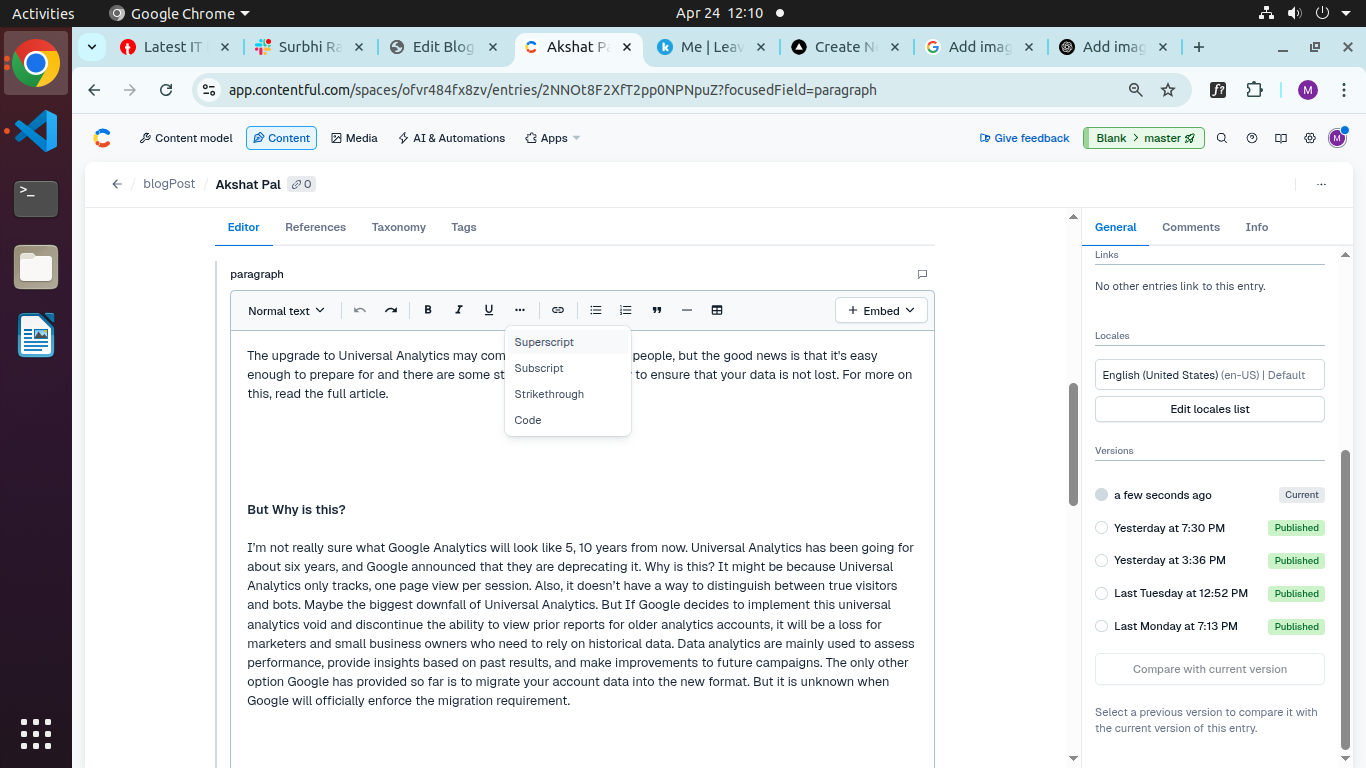 Activities
Google Chrome
Apr 24 12:10
Latest IT
Surbhi Ra
Edit Blog
Akshat Pa
Me | Leav
Create N
Add imag
Add imag
app.contentful.com/spaces/ofvr484fx8zv/entries/2NNOt8F2XfT2pp0NPNpuZ?focusedField=paragraph
f?
M
Content model
Content
Media
AI & Automations
Apps
Give feedback
Blank > master
M
blogPost / Akshat Pal 0
Editor
References
Taxonomy
Tags
paragraph
Normal text
B I U
+ Embed
The upgrade to Universal Analytics may com people, but the good news is that it's easy
enough to prepare for and there are some st to ensure that your data is not lost. For more on
this, read the full article.
Superscript
Subscript
Strikethrough
Code
But Why is this?
I'm not really sure what Google Analytics will look like 5, 10 years from now. Universal Analytics has been going for
about six years, and Google announced that they are deprecating it. Why is this? It might be because Universal
Analytics only tracks, one page view per session. Also, it doesn't have a way to distinguish between true visitors
and bots. Maybe the biggest downfall of Universal Analytics. But If Google decides to implement this universal
analytics void and discontinue the ability to view prior reports for older analytics accounts, it will be a loss for
marketers and small business owners who need to rely on historical data. Data analytics are mainly used to assess
performance, provide insights based on past results, and make improvements to future campaigns. The only other
option Google has provided so far is to migrate your account data into the new format. But it is unknown when
Google will officially enforce the migration requirement.
General
Comments
Info
Links
No other entries link to this entry.
Locales
English (United States) (en-US) | Default
Edit locales list
Versions
a few seconds ago Current
Yesterday at 7:30 PM Published
Yesterday at 3:36 PM Published
Last Tuesday at 12:52 PM Published
Last Monday at 7:13 PM Published
Compare with current version
Select a previous version to compare it with
the current version of this entry.